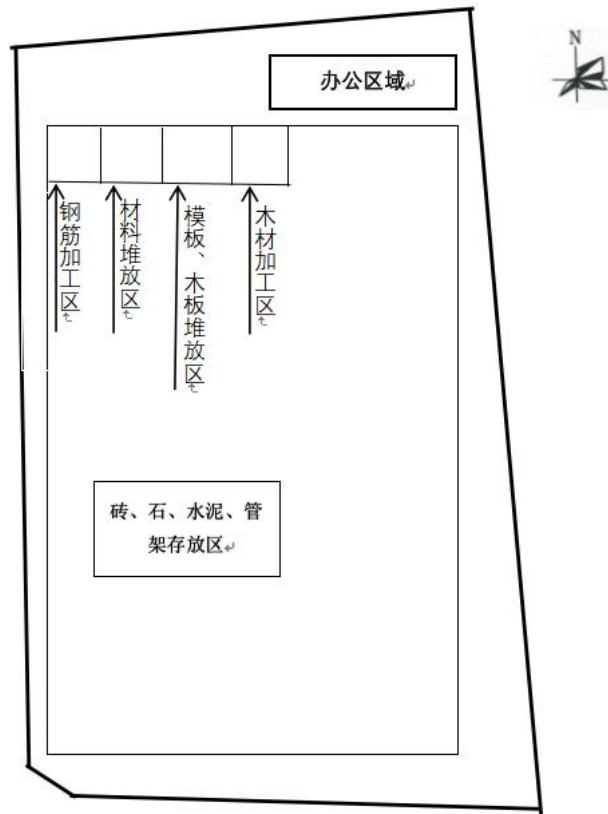 办公区域
N
钢筋加工区
材料堆放区
模板、木板堆放区
木材加工区
砖、石、水泥、管
架存放区